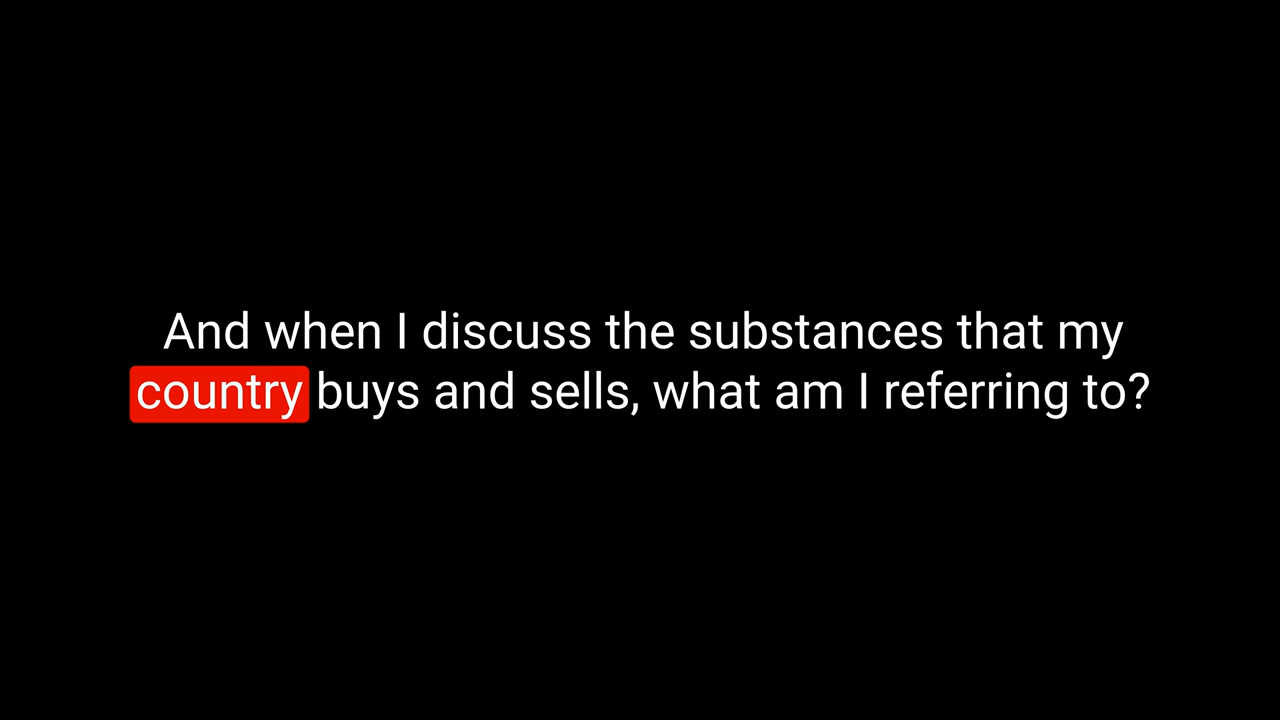 And when I discuss the substances that my
country buys and sells, what am I referring to?